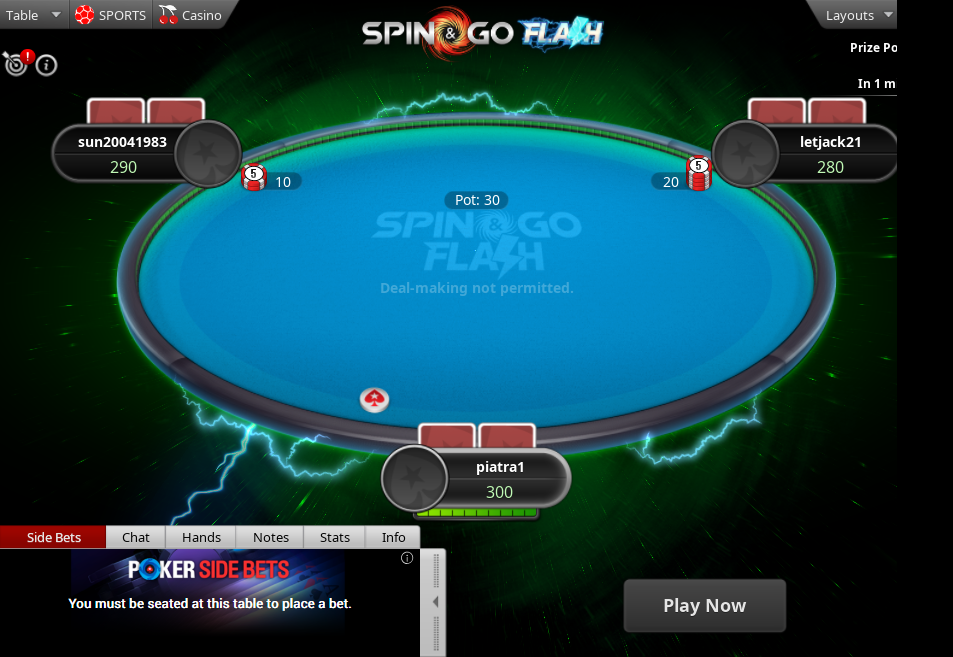 Table
SPORTS
Casino
SPIN & GO FLASH
Layouts
Prize Po
In 1 m
!
i
sun20041983
290
letjack21
280
5
10
20
5
Pot: 30
SPIN & GO
FLASH
Deal-making not permitted.
piatra1
300
Side Bets
Chat
Hands
Notes
Stats
Info
POKER SIDE BETS
i
You must be seated at this table to place a bet.
Play Now